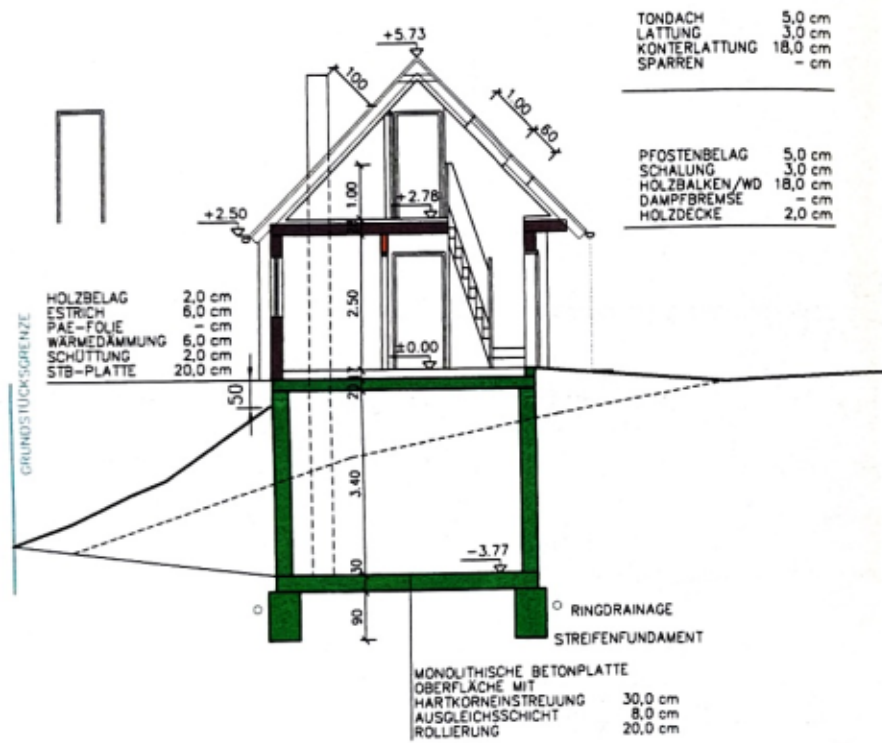 TONDACH 5,0 cm
LATTUNG 3,0 cm
KONTERLATTUNG 18,0 cm
SPARREN - cm
+5.73
100
1.00
60
PFOSTENBELAG 5,0 cm
SCHALUNG 3,0 cm
HOLZBALKEN/WD 18,0 cm
DAMPFBREMSE - cm
HOLZDECKE 2,0 cm
1.00
+2.78
+2.50
HOLZBELAG 2,0 cm
ESTRICH 6,0 cm
PAE-FOLIE - cm
WÄRMEDÄMMUNG 6,0 cm
SCHÜTTUNG 2,0 cm
STB-PLATTE 20,0 cm
2.50
±0.00
GRUNDSTÜCKSGRENZE
50
3.40
-3.77
30
90
RINGDRAINAGE
STREIFENFUNDAMENT
MONOLITHISCHE BETONPLATTE
OBERFLÄCHE MIT
HARTKORNEINSTREUUNG 30,0 cm
AUSGLEICHSSCHICHT 8,0 cm
ROLLIERUNG 20,0 cm